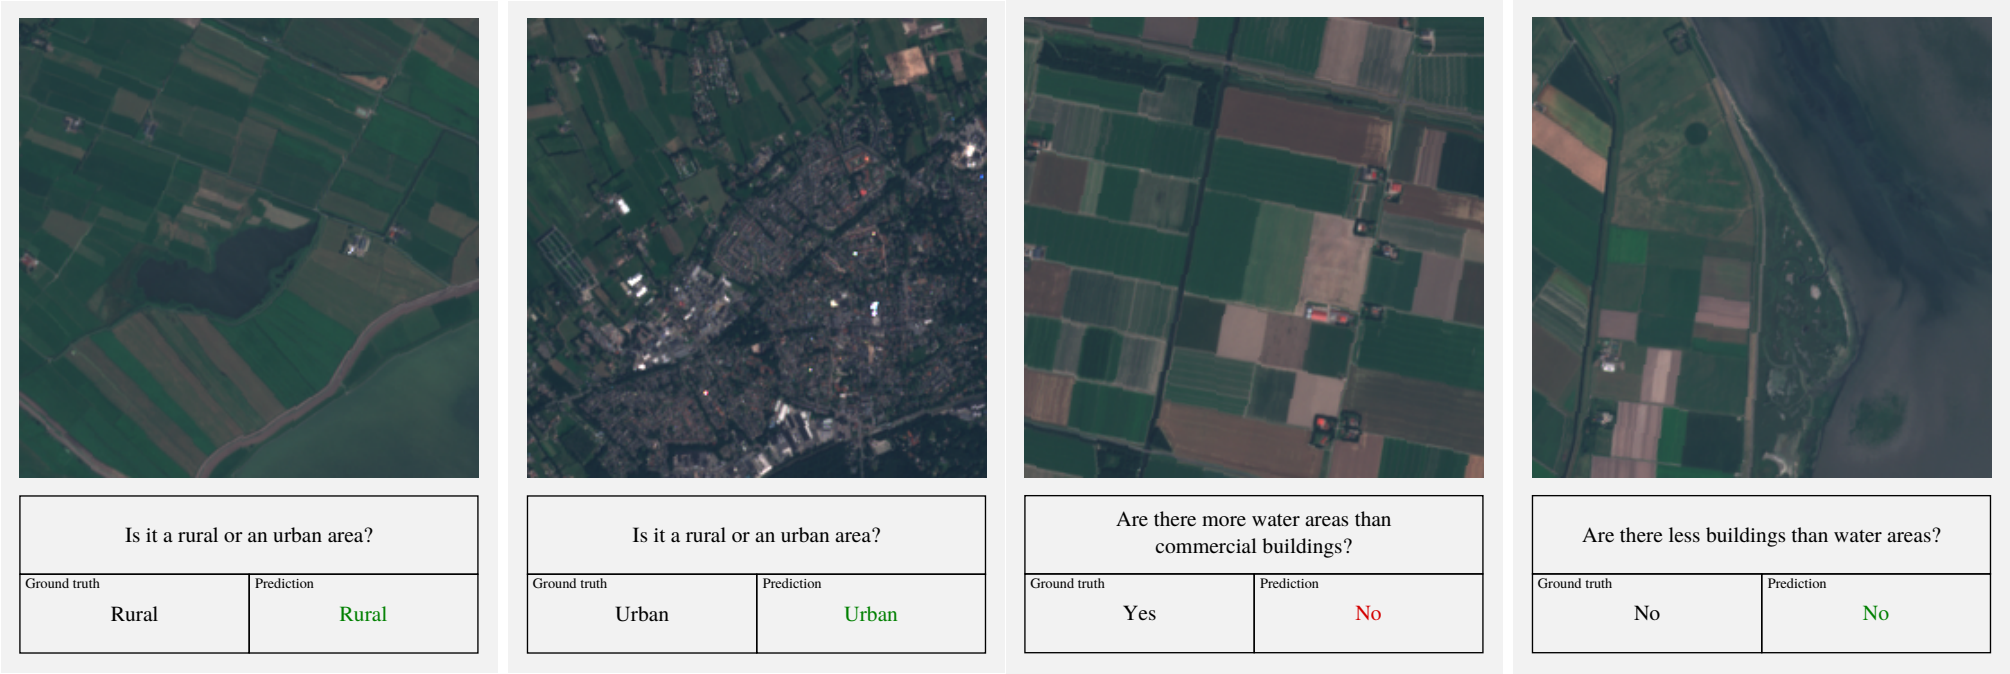 Is it a rural or an urban area?
Ground truth
Prediction
Rural
Rural
Is it a rural or an urban area?
Ground truth
Prediction
Urban
Urban
Are there more water areas than
commercial buildings?
Ground truth
Prediction
Yes
No
Are there less buildings than water areas?
Ground truth
Prediction
No
No